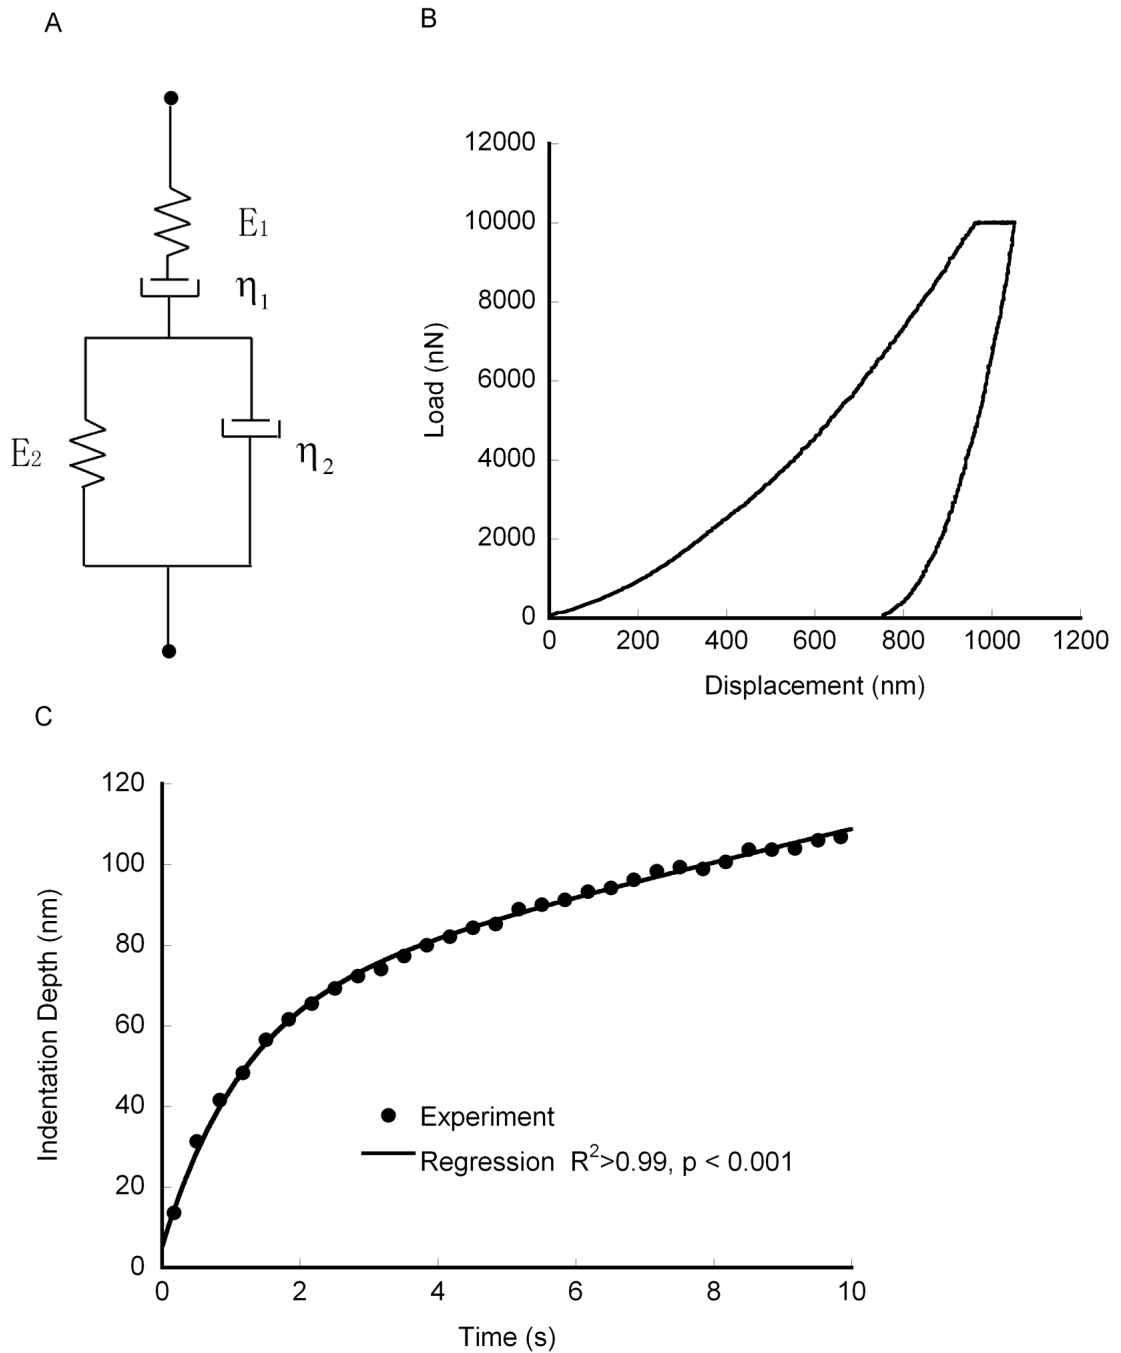 A
E1
η1
E2
η2
B
12000
10000
8000
6000
4000
2000
0
Load (nN)
0 200 400 600 800 1000 1200
Displacement (nm)
C
120
100
80
60
40
20
0
Indentation Depth (nm)
Experiment
Regression R2>0.99, p < 0.001
0 2 4 6 8 10
Time (s)